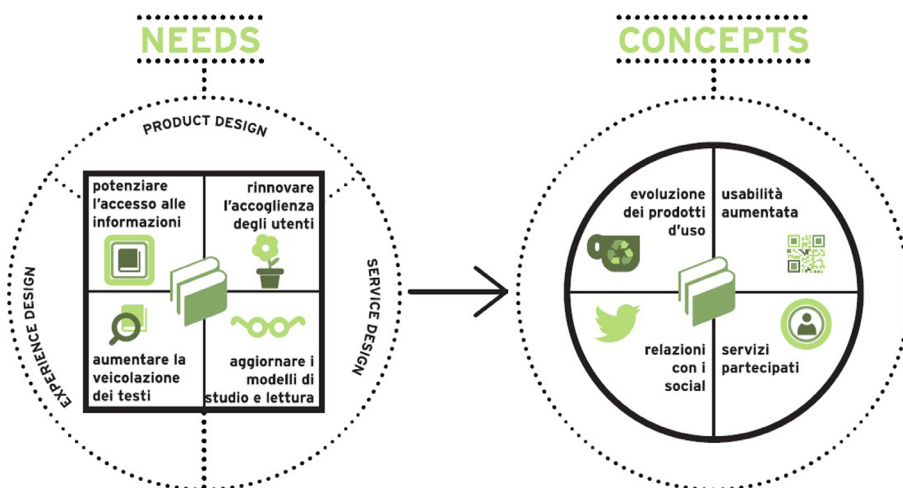 NEEDS
CONCEPTS
PRODUCT DESIGN
EXPERIENCE DESIGN
SERVICE DESIGN
potenziare
l'accesso alle
informazioni
rinnovare
l'accoglienza
degli utenti
aumentare la
veicolazione
dei testi
aggiornare i
modelli di
studio e lettura
evoluzione
dei prodotti
d'uso
usabilità
aumentata
relazioni
con i
social
servizi
partecipati